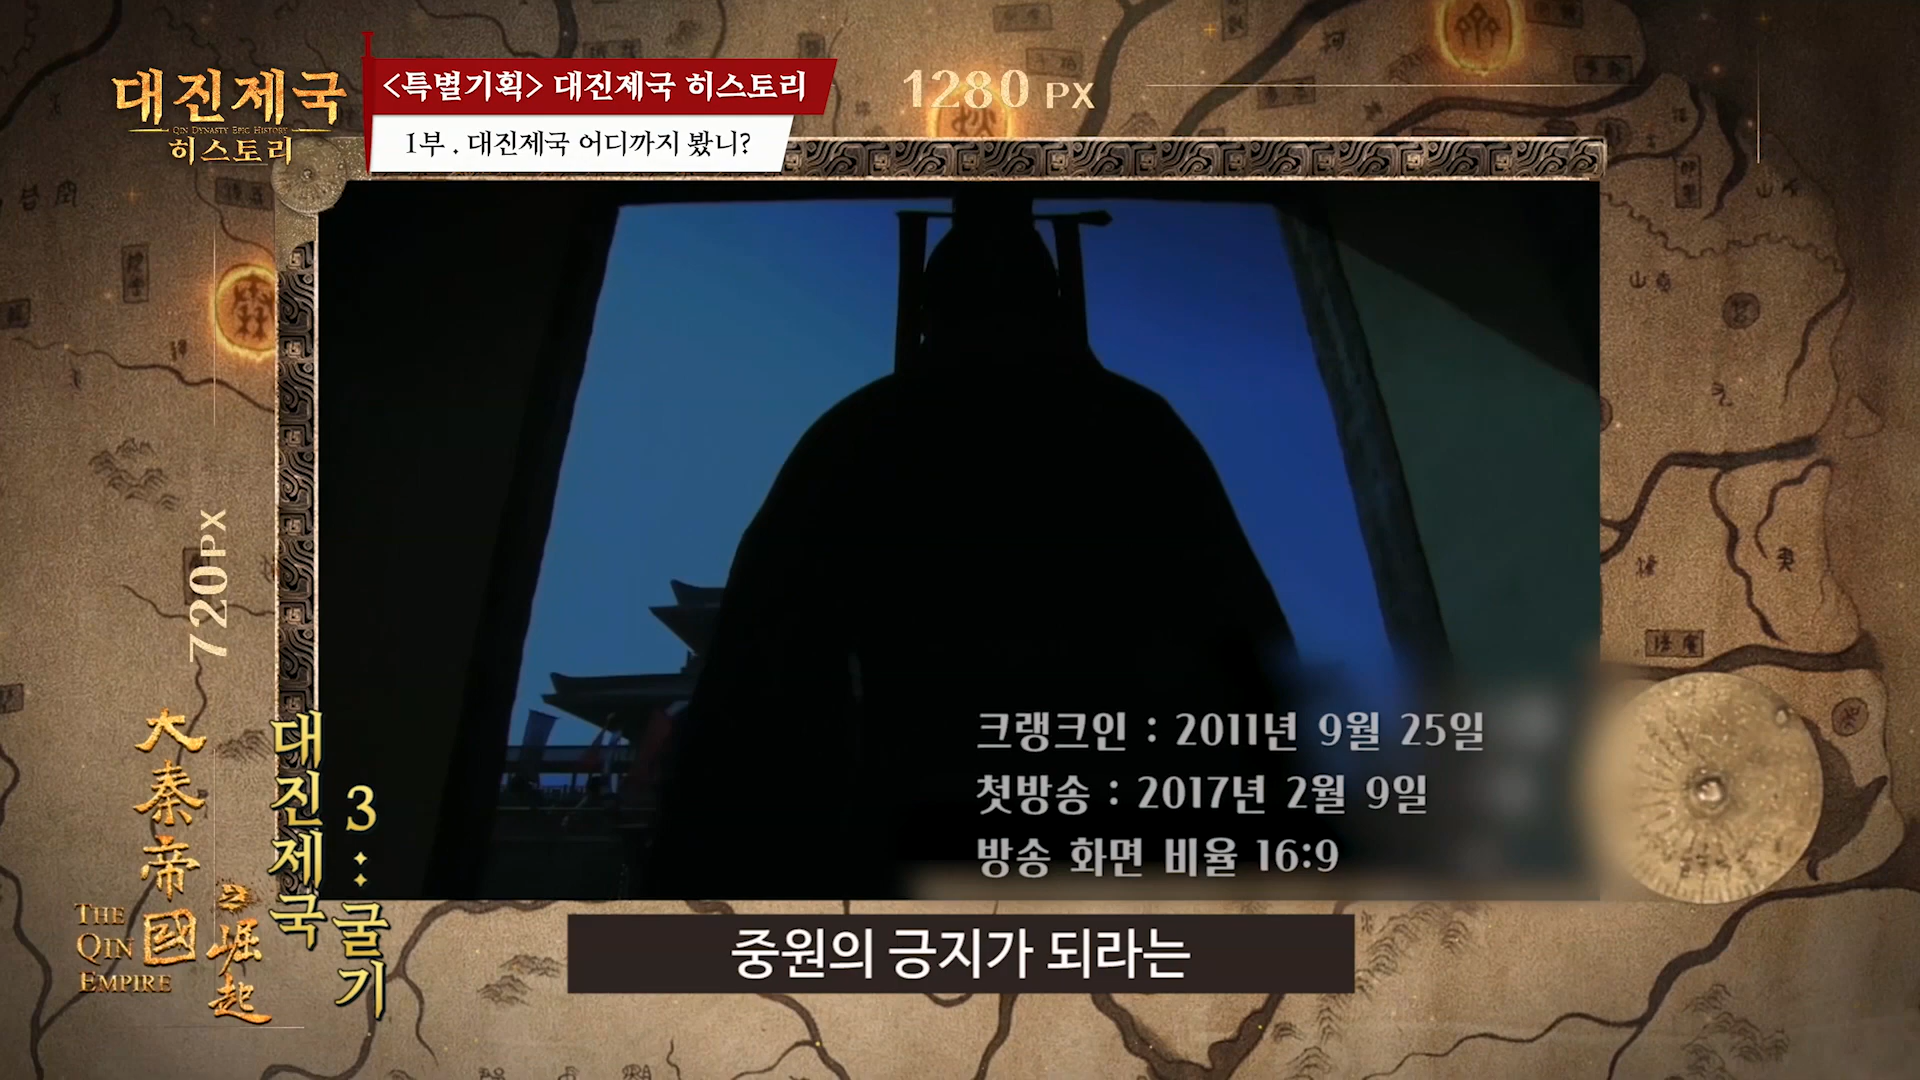 대진제국
QIN DYNASTY EPIC HISTORY
히스토리
<특별기획> 대진제국 히스토리
1부 . 대진제국 어디까지 봤니?
1280 PX
720PX
크랭크인 : 2011년 9월 25일
첫방송 : 2017년 2월 9일
방송 화면 비율 16:9
大秦帝國
之崛起
THE
QIN
EMPIRE
대진제국
3 : 굴기
중원의 긍지가 되라는